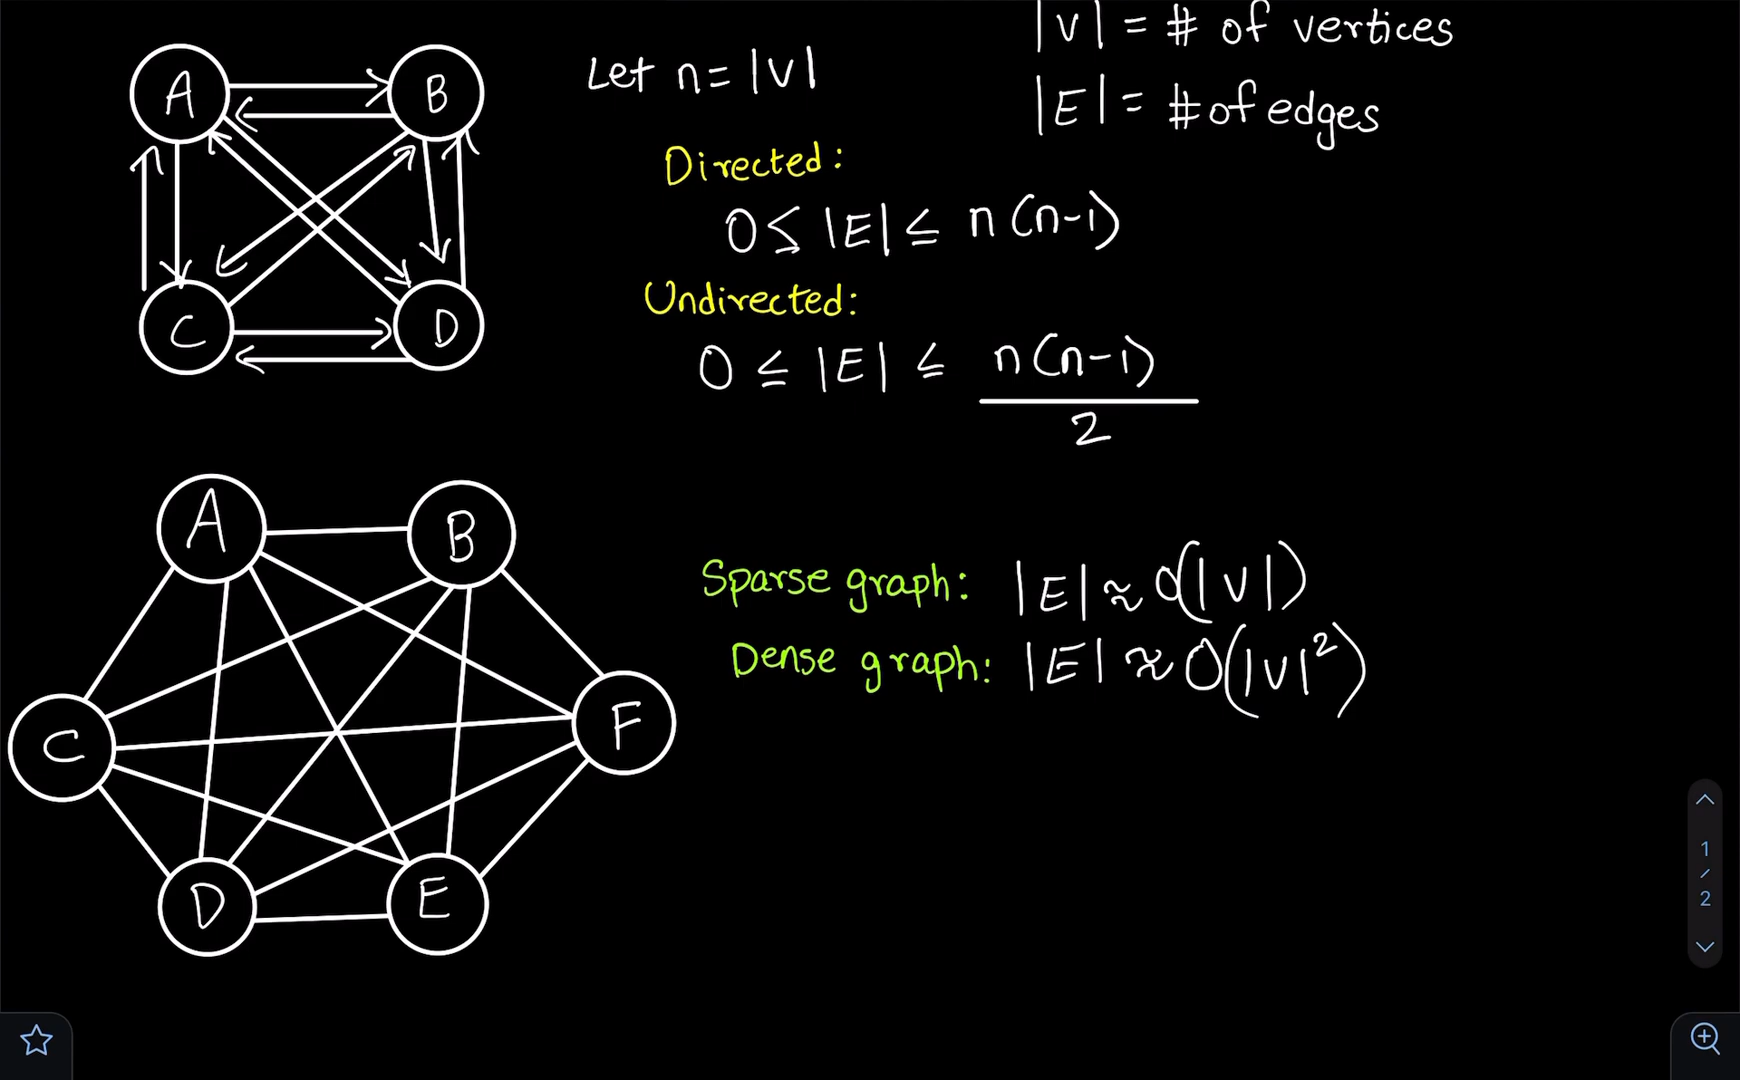 |V| = # of vertices
Let n = |V|
|E| = # of edges
A
B
C
D
Directed:
0 ≤ |E| ≤ n(n-1)
Undirected:
0 ≤ |E| ≤ n(n-1)
2
A
B
C
F
D
E
Sparse graph: |E| ≈ O(|V|)
Dense graph: |E| ≈ O(|V|²)
1
/
2